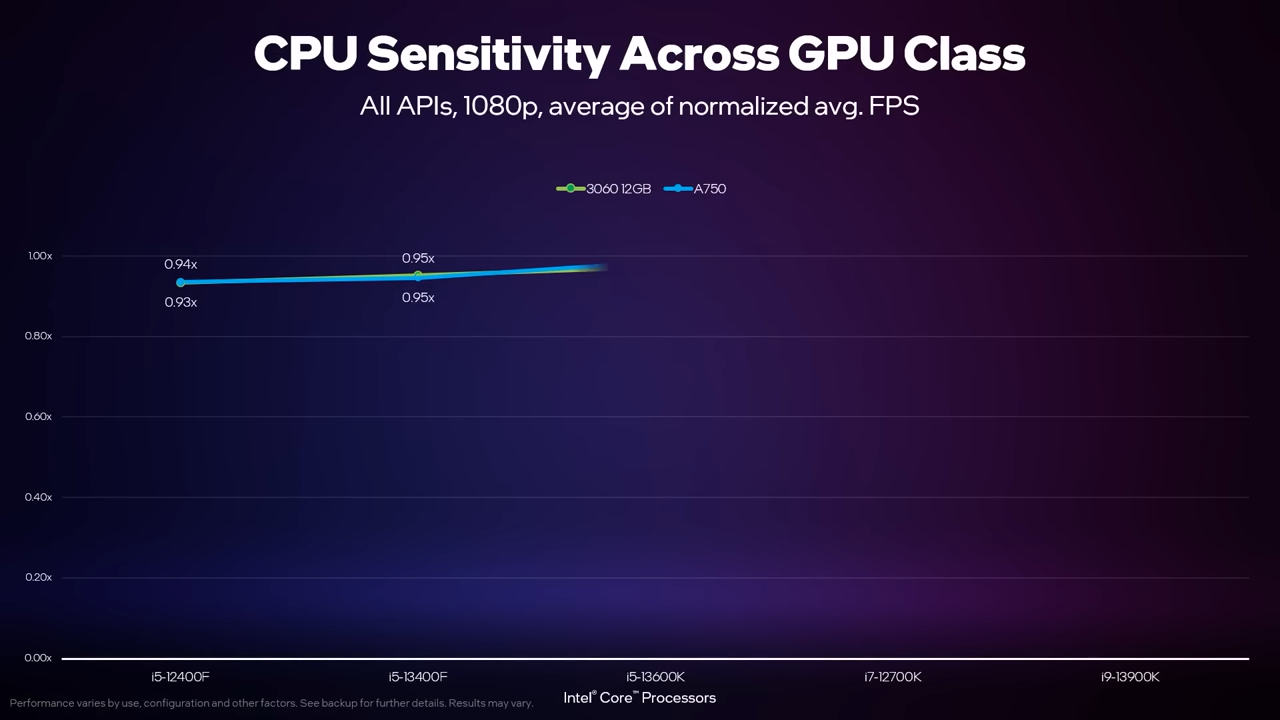 CPU Sensitivity Across GPU Class
All APIs, 1080p, average of normalized avg. FPS
3060 12GB A750
1.00x
0.80x
0.60x
0.40x
0.20x
0.00x
0.94x
0.93x
0.95x
0.95x
i5-12400F i5-13400F i5-13600K i7-12700K i9-13900K
Intel® Core™ Processors
Performance varies by use, configuration and other factors. See backup for further details. Results may vary.